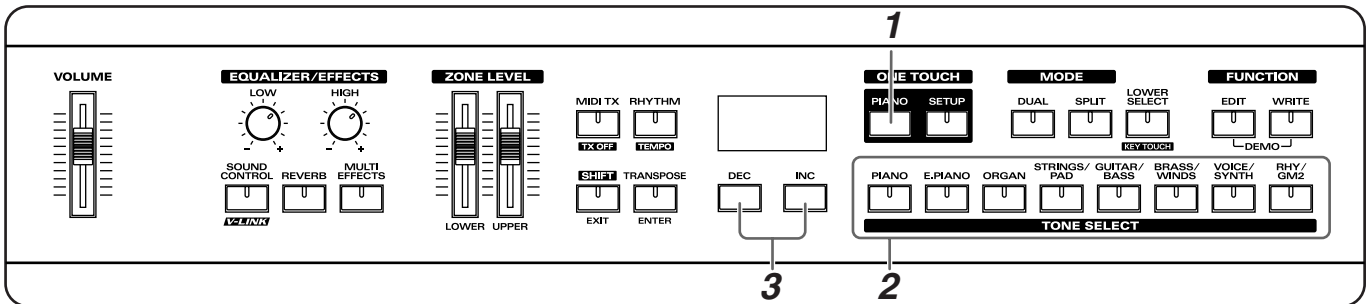 1
VOLUME
EQUALIZER/EFFECTS
LOW
HIGH
- +
- +
SOUND CONTROL
REVERB
MULTI EFFECTS
V-LINK
ZONE LEVEL
LOWER UPPER
MIDI TX
RHYTHM
TX OFF
TEMPO
SHIFT
TRANSPOSE
EXIT
ENTER
DEC
INC
3
ONE TOUCH
PIANO
SETUP
MODE
DUAL
SPLIT
LOWER SELECT
KEY TOUCH
FUNCTION
EDIT
WRITE
DEMO
PIANO
E.PIANO
ORGAN
STRINGS/
PAD
GUITAR/
BASS
BRASS/
WINDS
VOICE/
SYNTH
RHY/
GM2
TONE SELECT
2